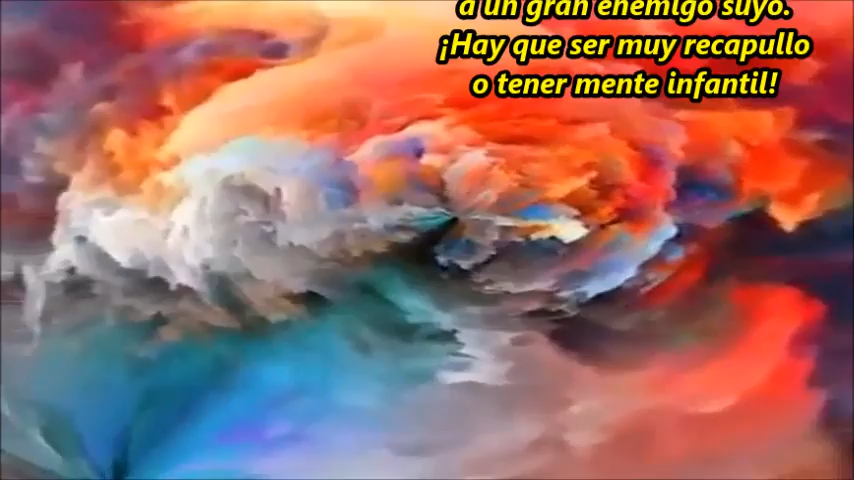 a un gran enemigo suyo.
¡Hay que ser muy recapullo
o tener mente infantil!